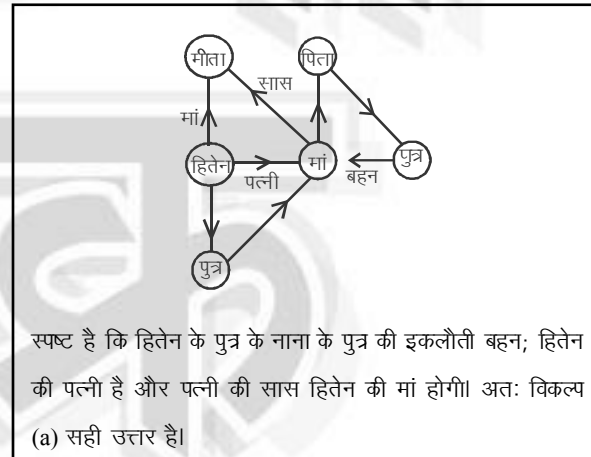 मीता
पिता
सास
मां
हितेन
पत्नी
मां
बहन
पुत्र
पुत्र
स्पष्ट है कि हितेन के पुत्र के नाना के पुत्र की इकलौती बहन; हितेन
की पत्नी है और पत्नी की सास हितेन की मां होगी। अतः विकल्प
(a) सही उत्तर है।